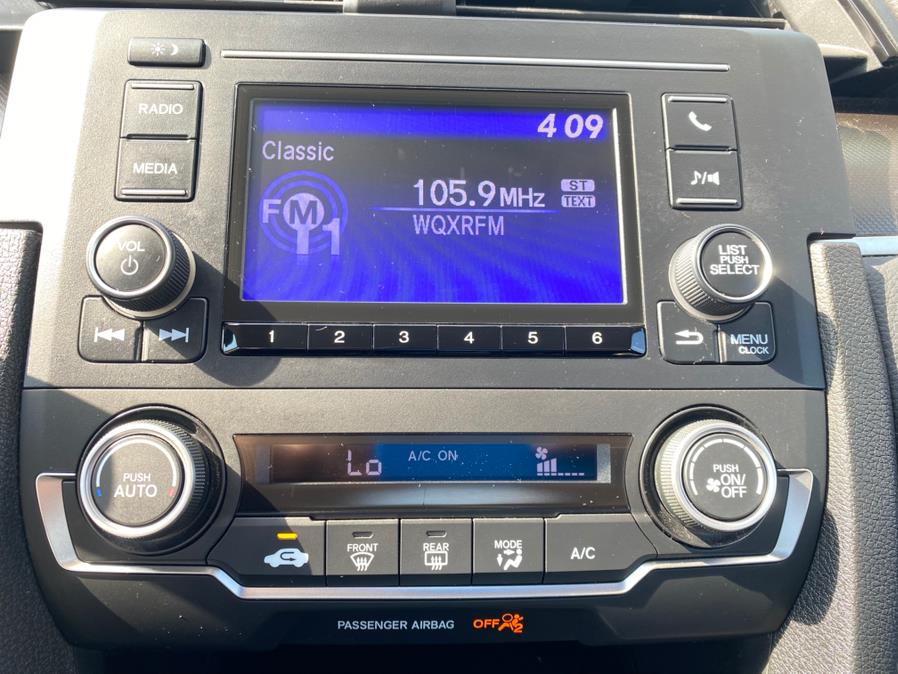 4 09
RADIO
Classic
MEDIA
105.9 MHz ST
TEXT
FM 1
WQXRFM
VOL
LIST
PUSH
SELECT
1 2 3 4 5 6
MENU
CLOCK
PUSH
AUTO
Lo A/C ON
PUSH
ON/
OFF
FRONT
REAR
MODE
A/C
PASSENGER AIRBAG OFF 2